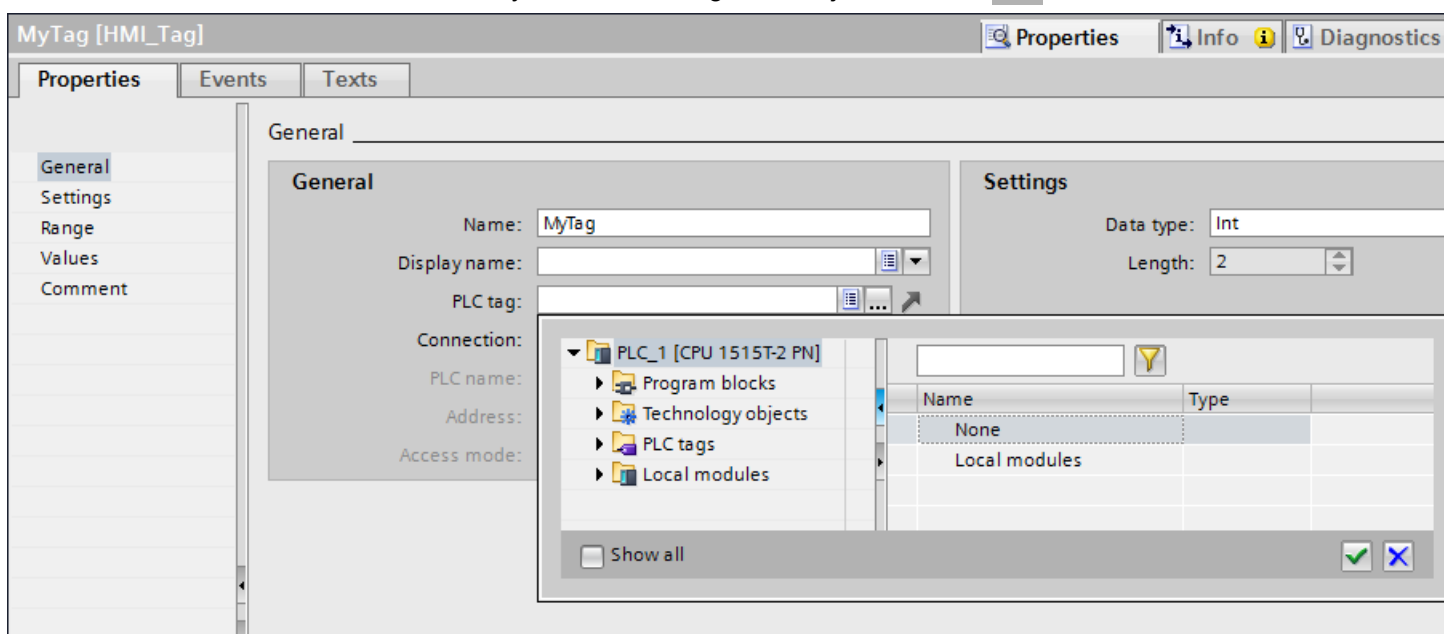 MyTag [HMI_Tag]
Properties Info Diagnostics
Properties Events Texts
General
General
Settings
Range
Values
Comment
General
Name: MyTag
Display name:
PLC tag: ...
Connection:
PLC name:
Address:
Access mode:
Settings
Data type: Int
Length: 2
PLC_1 [CPU 1515T-2 PN]
Program blocks
Technology objects
PLC tags
Local modules
Name Type
None
Local modules
Show all